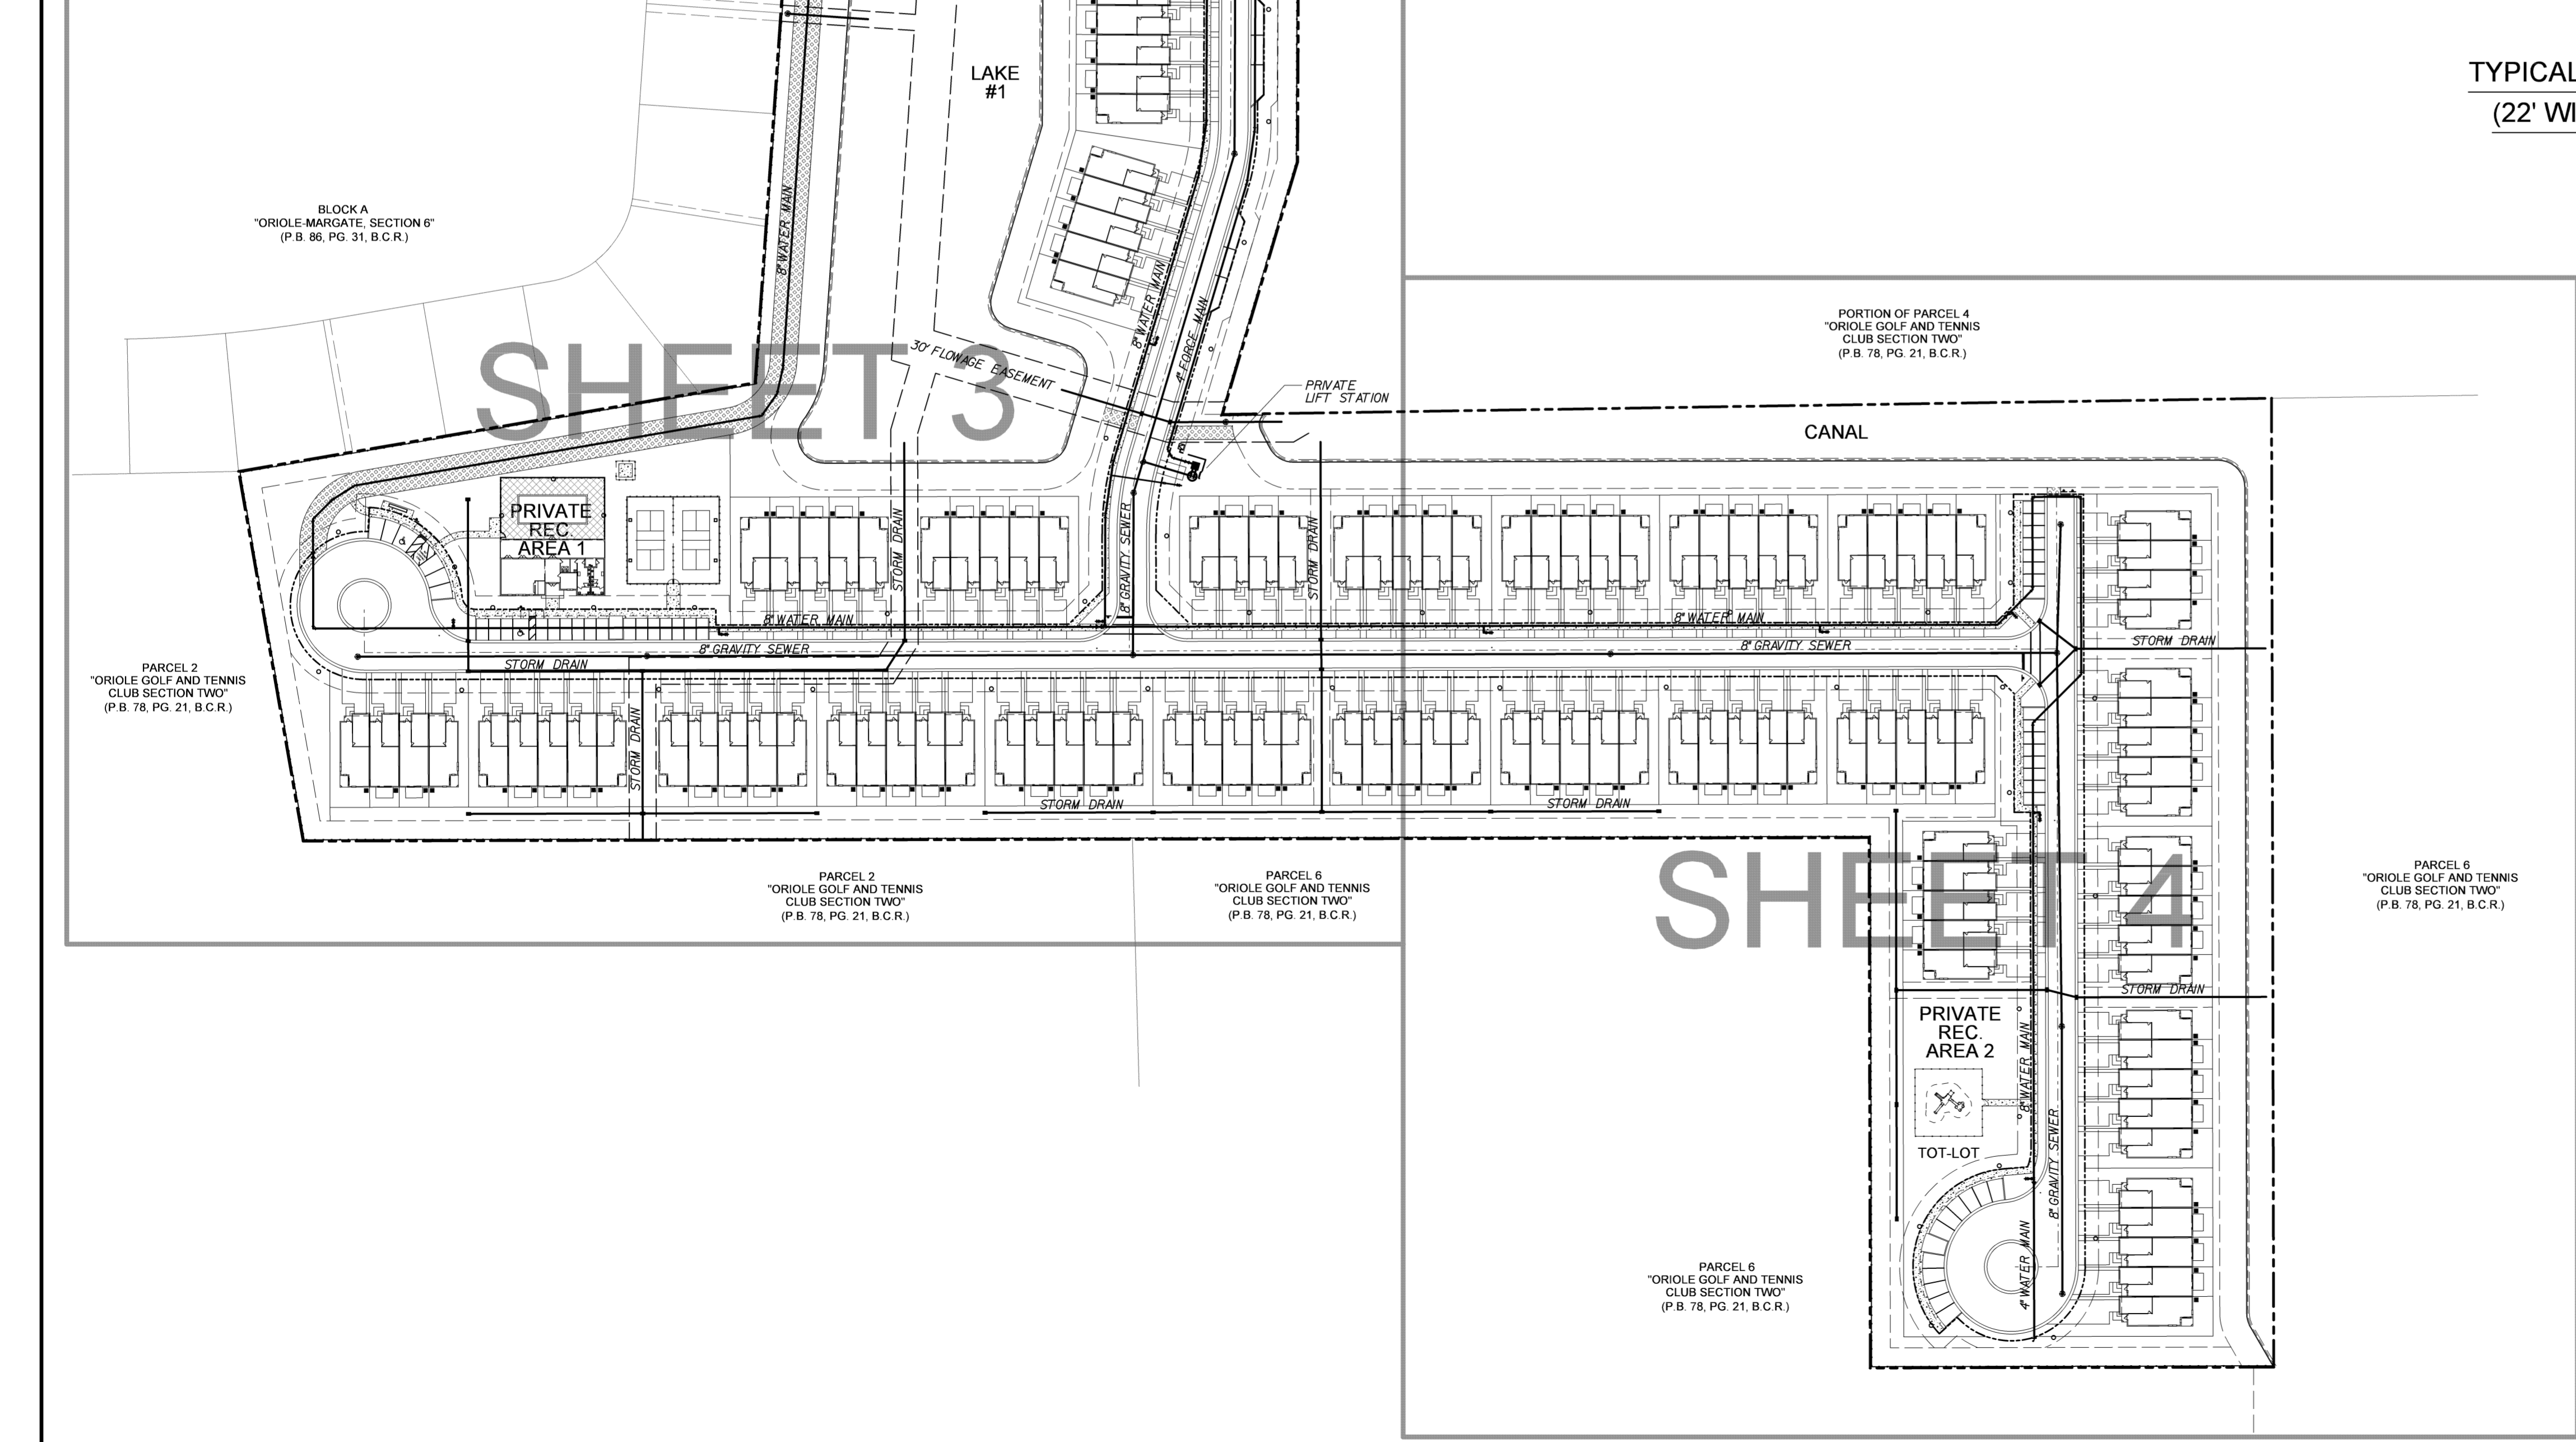 TYPICAL
(22' WI
LAKE
#1
BLOCK A
"ORIOLE-MARGATE, SECTION 6"
(P.B. 86, PG. 31, B.C.R.)
8" WATER MAIN
8" WATER MAIN
4" FORCE MAIN
30' FLOWAGE EASEMENT
SHEET 3
PRIVATE
LIFT STATION
PORTION OF PARCEL 4
"ORIOLE GOLF AND TENNIS
CLUB SECTION TWO"
(P.B. 78, PG. 21, B.C.R.)
CANAL
PRIVATE
REC.
AREA 1
STORM DRAIN
8" GRAVITY SEWER
STORM DRAIN
8" WATER MAIN
8" WATER MAIN
8" GRAVITY SEWER
8" GRAVITY SEWER
STORM DRAIN
STORM DRAIN
PARCEL 2
"ORIOLE GOLF AND TENNIS
CLUB SECTION TWO"
(P.B. 78, PG. 21, B.C.R.)
STORM DRAIN
STORM DRAIN
STORM DRAIN
PARCEL 2
"ORIOLE GOLF AND TENNIS
CLUB SECTION TWO"
(P.B. 78, PG. 21, B.C.R.)
PARCEL 6
"ORIOLE GOLF AND TENNIS
CLUB SECTION TWO"
(P.B. 78, PG. 21, B.C.R.)
SHEET 4
PARCEL 6
"ORIOLE GOLF AND TENNIS
CLUB SECTION TWO"
(P.B. 78, PG. 21, B.C.R.)
STORM DRAIN
PRIVATE
REC.
AREA 2
8" WATER MAIN
TOT-LOT
8" GRAVITY SEWER
4" WATER MAIN
PARCEL 6
"ORIOLE GOLF AND TENNIS
CLUB SECTION TWO"
(P.B. 78, PG. 21, B.C.R.)